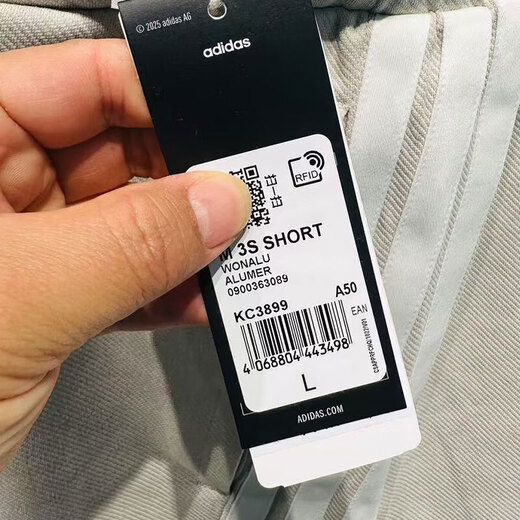 © 2025 adidas AG
adidas
RFID
M 3S SHORT
WONALU
ALUMER
0900363089
KC3899
A50
EAN
4 068804 443498
L
ADIDAS.COM